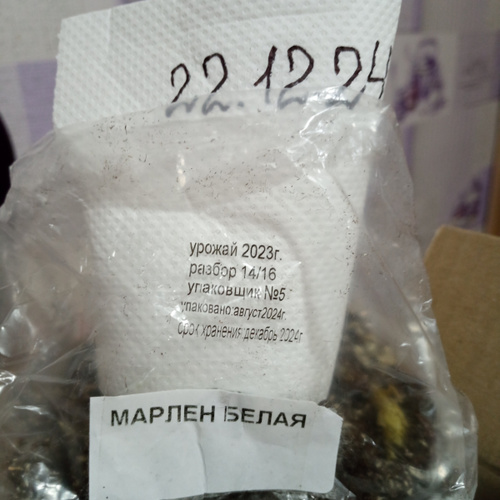 22.12 24
урожай 2023г.
разбор 14/16
упаковщик №5
упаковано:август2024г.
срок хранения декабрь 2024г
МАРЛЕН БЕЛАЯ